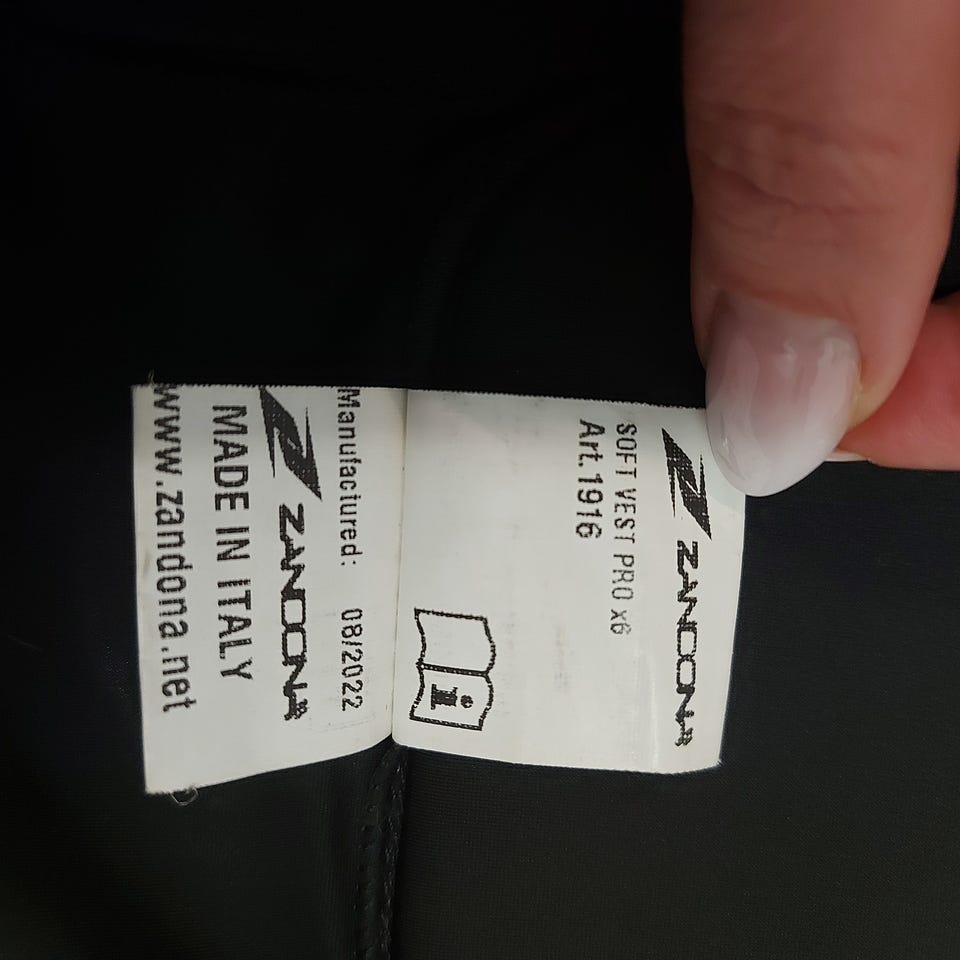 ZANDONA
SOFT VEST PRO x6
Art. 1916
i
Manufactured: 08/2022
ZANDONA
MADE IN ITALY
www.zandona.net